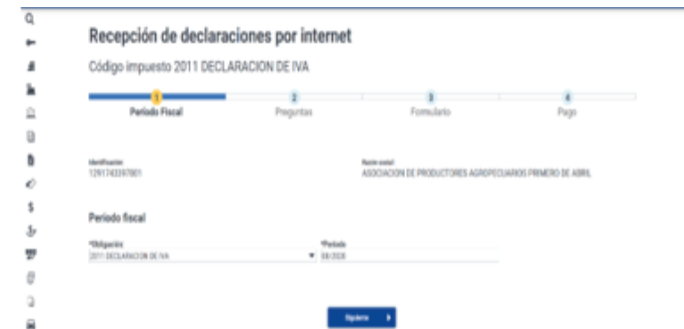 Recepción de declaraciones por internet
Código impuesto 2011 DECLARACION DE IVA
1 2 3 4
Período Fiscal Preguntas Formulario Pago
Identificación Razón social
1291743397001 ASOCIACION DE PRODUCTORES AGROPECUARIOS PRIMERO DE ABRIL
Período fiscal
*Obligación *Período
2011 DECLARACION DE IVA 08/2020
Siguiente